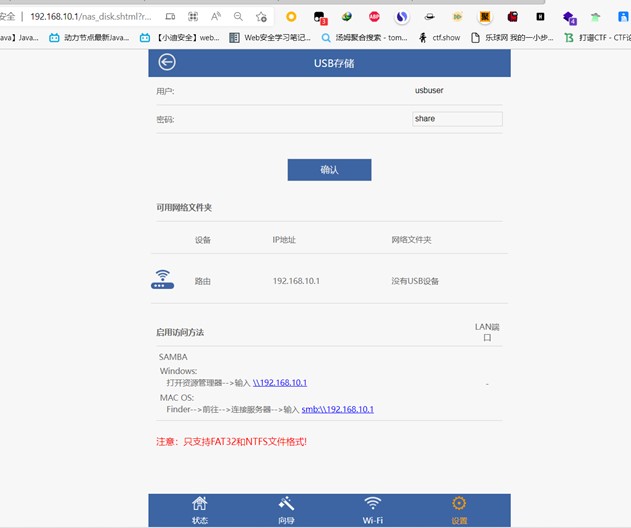 安全 | 192.168.10.1/nas_disk.shtml?r...
ava】Java... 动力节点最新Java... 【小迪安全】web... Web安全学习笔记... 汤姆聚合搜索 - tom... ctf.show 乐球网 我的一小步... 打谱CTF - CTF论
USB存储
用户: usbuser
密码: share
确认
可用网络文件夹
设备 IP地址 网络文件夹
路由 192.168.10.1 没有USB设备
启用访问方法 LAN端口
SAMBA
Windows:
打开资源管理器-->输入 \\192.168.10.1 -
MAC OS:
Finder-->前往-->连接服务器-->输入 smb:\\192.168.10.1
注意：只支持FAT32和NTFS文件格式!
状态 向导 Wi-Fi 设置